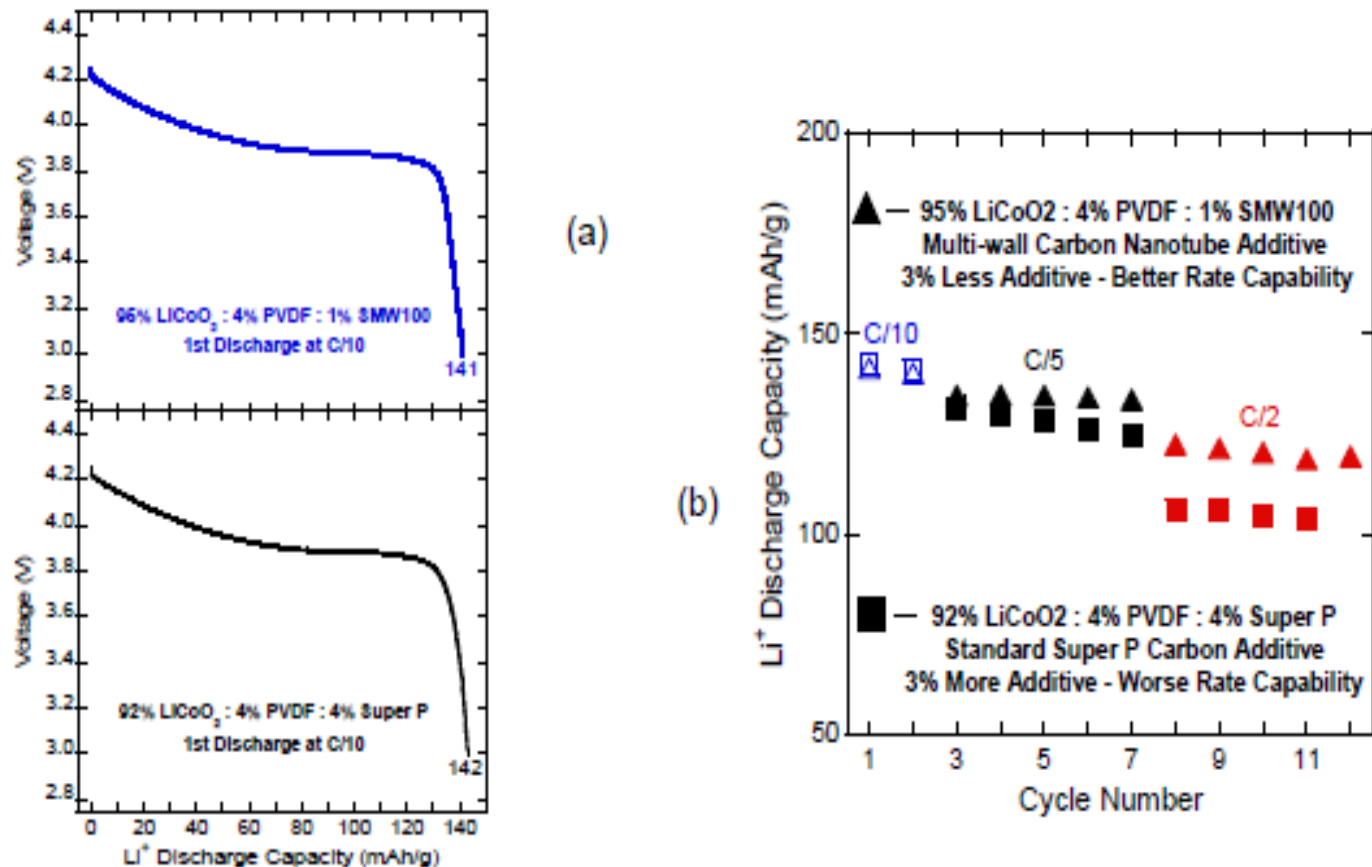 4.4
4.2
4.0
3.8
3.6
3.4
3.2
3.0
2.8
Voltage (V)
95% LiCoO2 : 4% PVDF : 1% SMW100
1st Discharge at C/10
141
(a)
4.4
4.2
4.0
3.8
3.6
3.4
3.2
3.0
2.8
Voltage (V)
92% LiCoO2 : 4% PVDF : 4% Super P
1st Discharge at C/10
142
0 20 40 60 80 100 120 140
Li+ Discharge Capacity (mAh/g)
(b)
200
150
100
50
Li+ Discharge Capacity (mAh/g)
95% LiCoO2 : 4% PVDF : 1% SMW100
Multi-wall Carbon Nanotube Additive
3% Less Additive - Better Rate Capability
C/10
C/5
C/2
92% LiCoO2 : 4% PVDF : 4% Super P
Standard Super P Carbon Additive
3% More Additive - Worse Rate Capability
1 3 5 7 9 11
Cycle Number